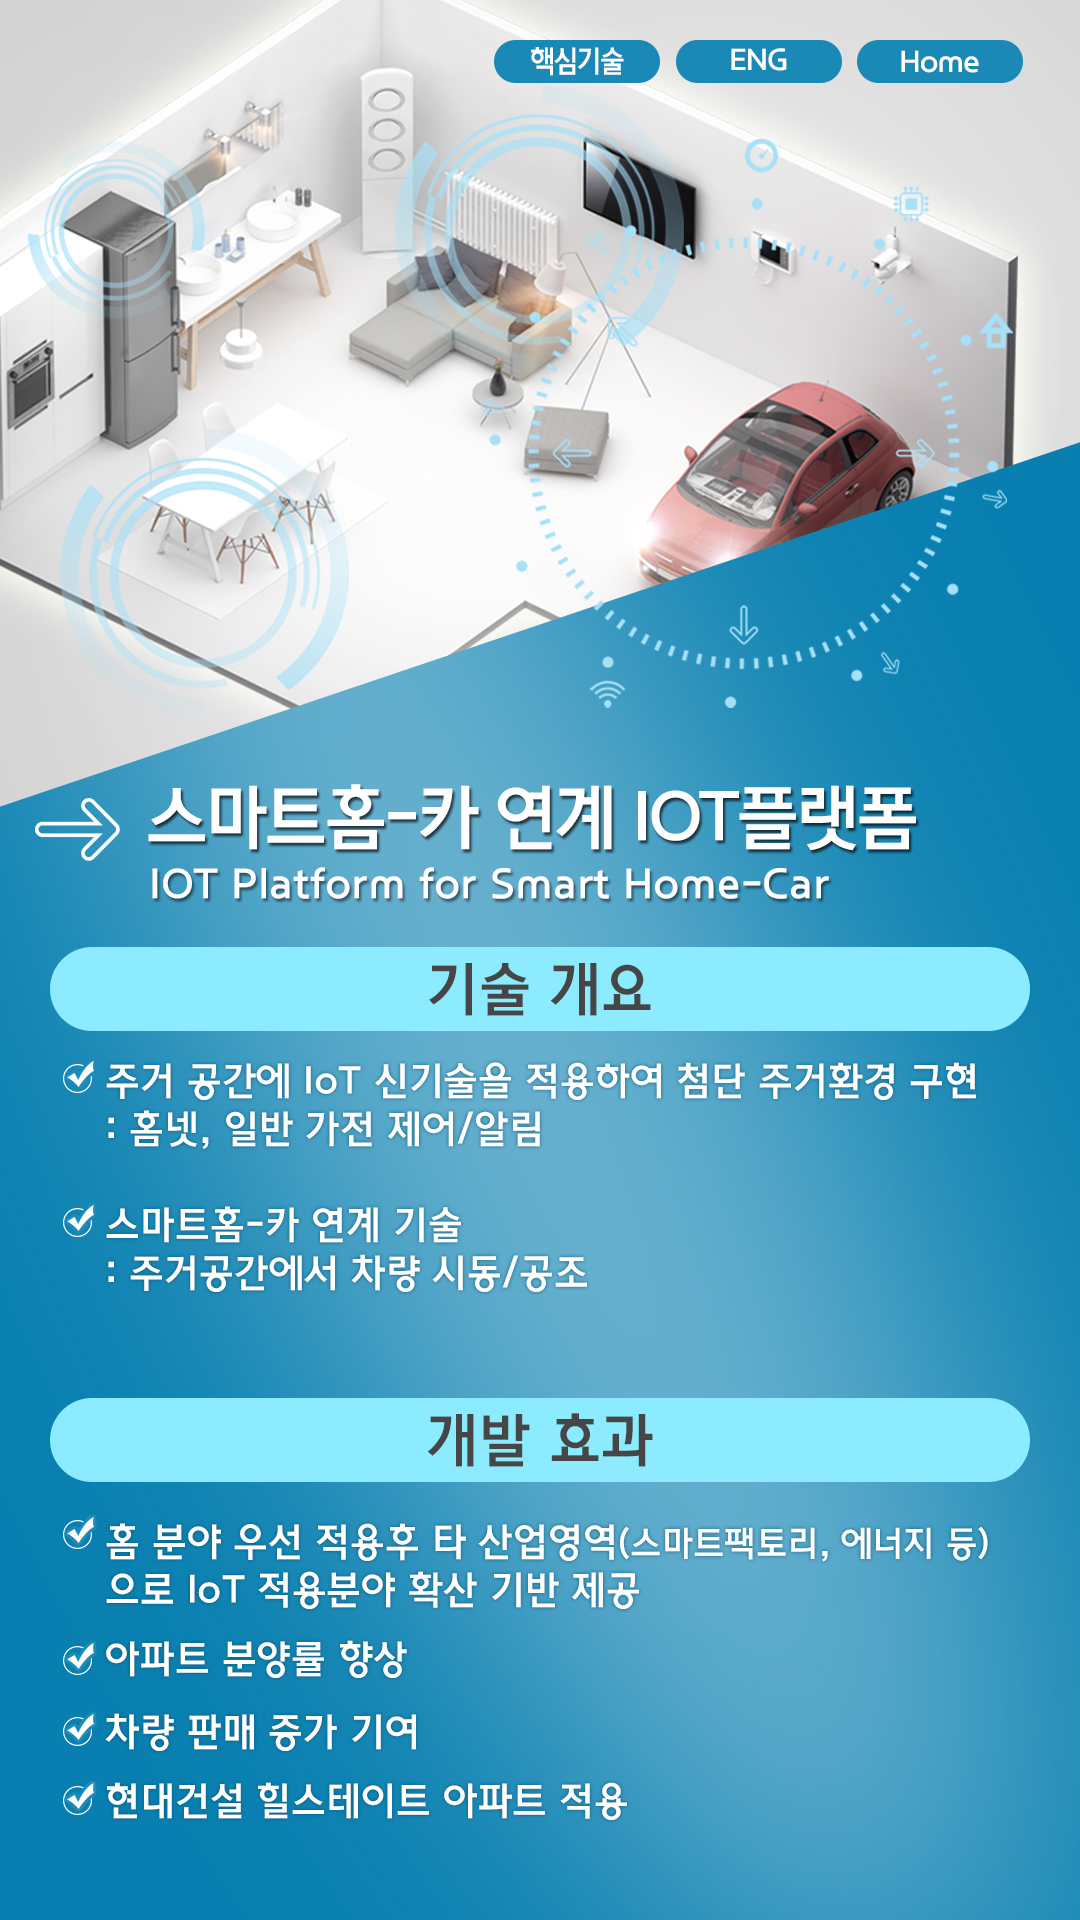 핵심기술
ENG
Home
스마트홈-카 연계 IOT플랫폼
IOT Platform for Smart Home-Car
기술 개요
주거 공간에 IoT 신기술을 적용하여 첨단 주거환경 구현
: 홈넷, 일반 가전 제어/알림
스마트홈-카 연계 기술
: 주거공간에서 차량 시동/공조
개발 효과
홈 분야 우선 적용후 타 산업영역(스마트팩토리, 에너지 등)
으로 IoT 적용분야 확산 기반 제공
아파트 분양률 향상
차량 판매 증가 기여
현대건설 힐스테이트 아파트 적용